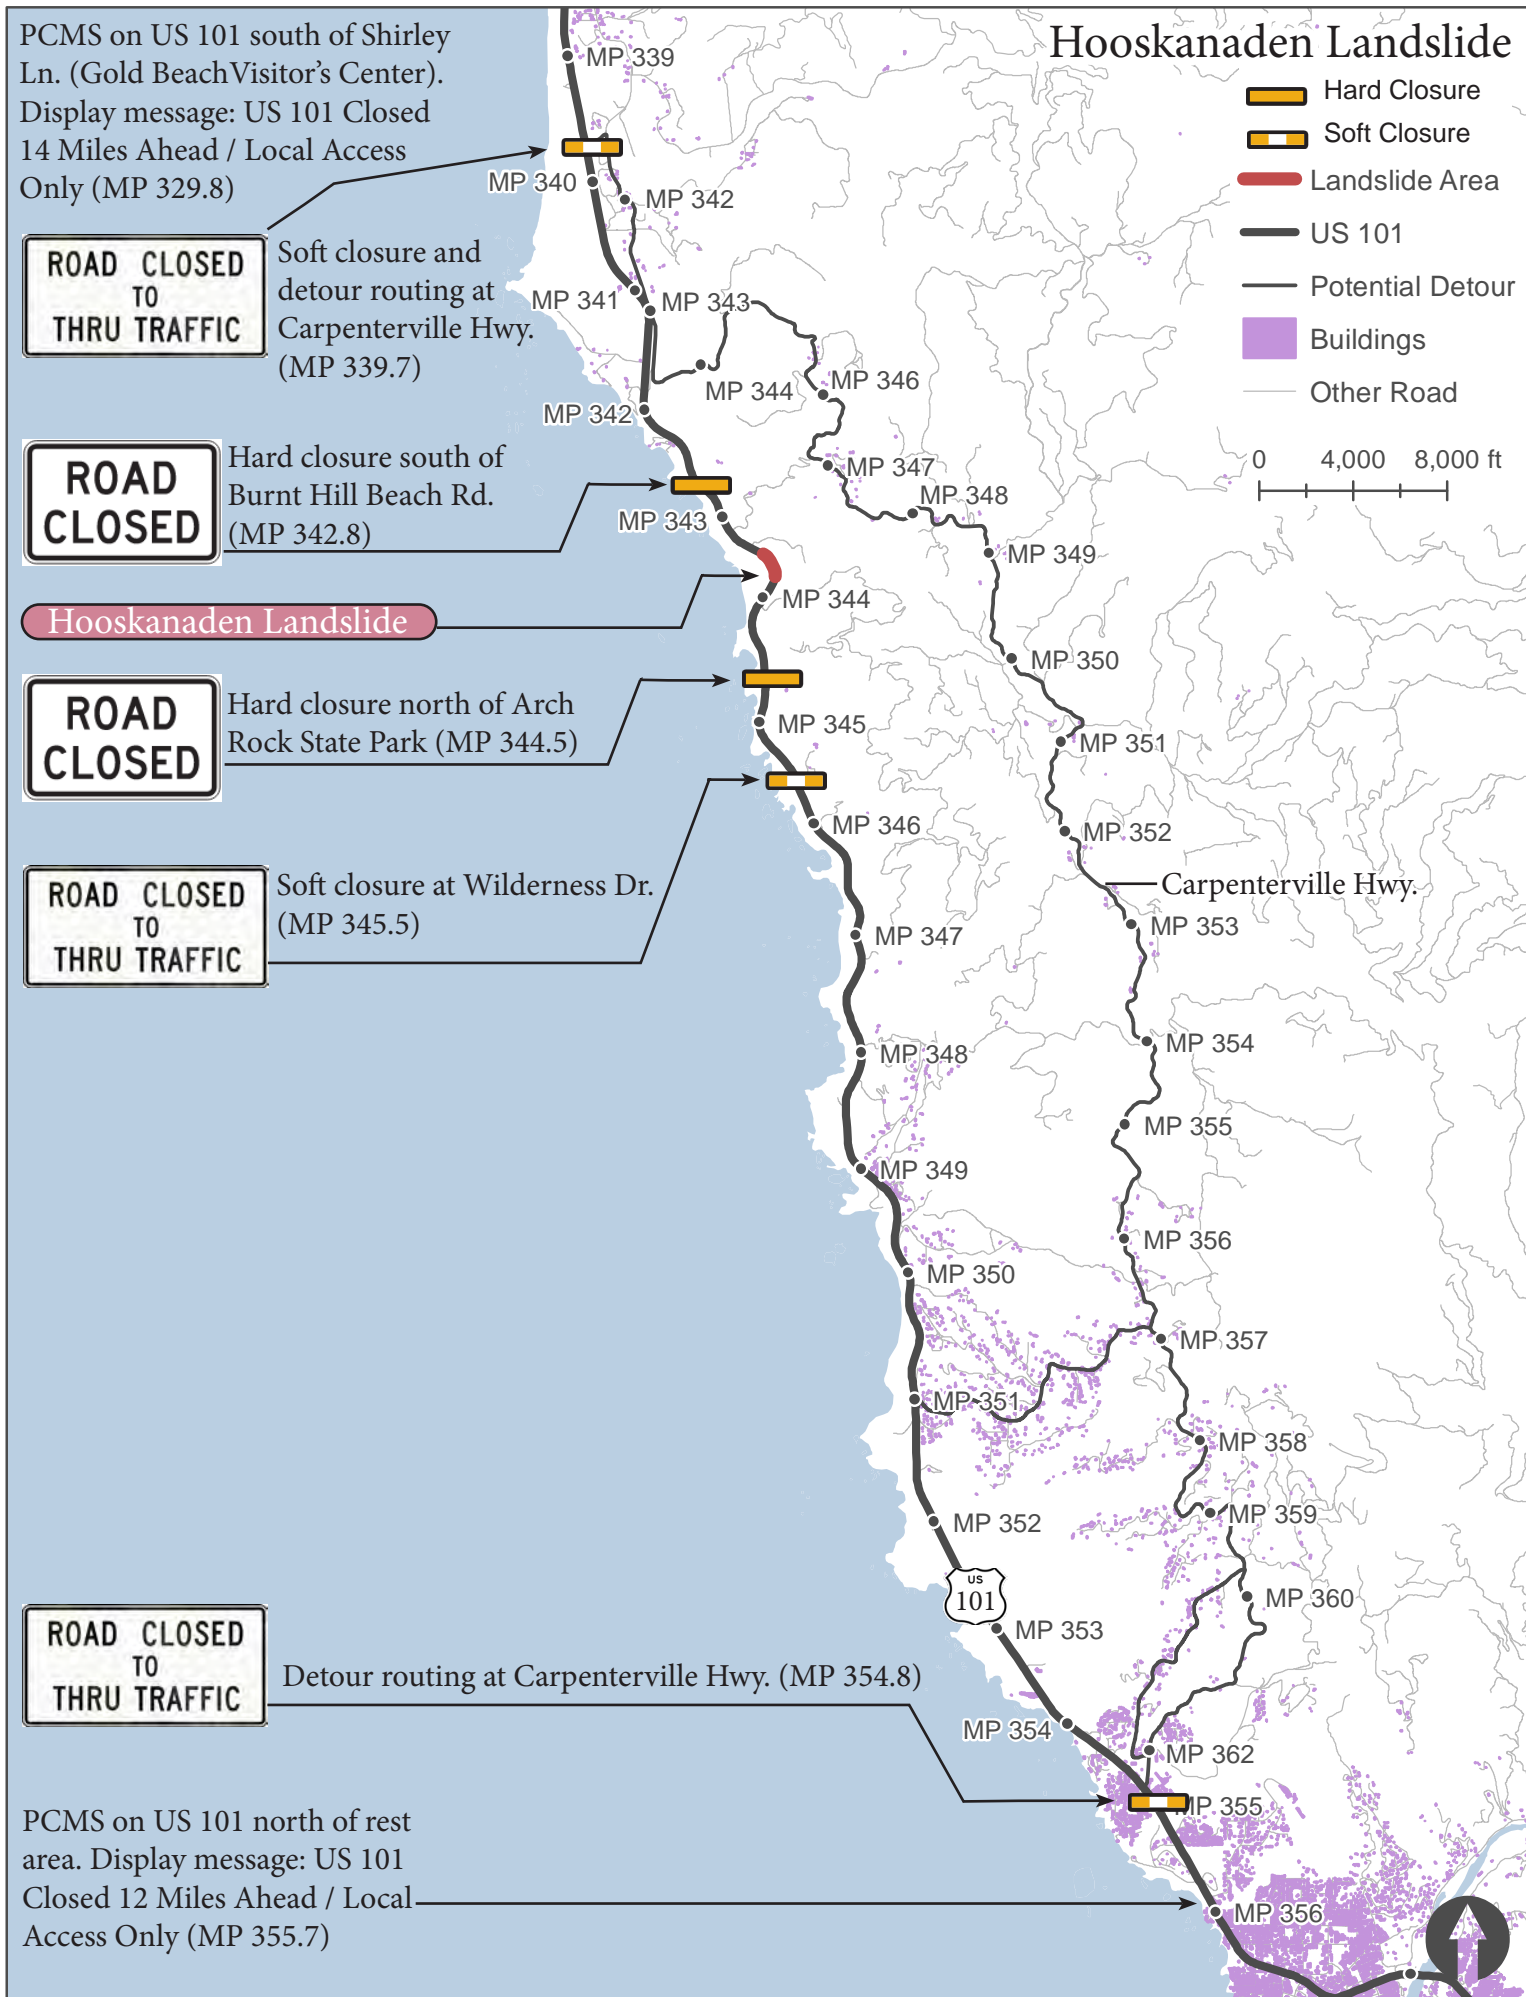 PCMS on US 101 south of Shirley
Ln. (Gold BeachVisitor's Center).
Display message: US 101 Closed
14 Miles Ahead / Local Access
Only (MP 329.8)
Hooskanaden Landslide
Hard Closure
Soft Closure
Landslide Area
US 101
Potential Detour
Buildings
Other Road
0 4,000 8,000 ft
ROAD CLOSED
TO
THRU TRAFFIC
Soft closure and
detour routing at
Carpenterville Hwy.
(MP 339.7)
ROAD
CLOSED
Hard closure south of
Burnt Hill Beach Rd.
(MP 342.8)
Hooskanaden Landslide
ROAD
CLOSED
Hard closure north of Arch
Rock State Park (MP 344.5)
ROAD CLOSED
TO
THRU TRAFFIC
Soft closure at Wilderness Dr.
(MP 345.5)
ROAD CLOSED
TO
THRU TRAFFIC
Detour routing at Carpenterville Hwy. (MP 354.8)
PCMS on US 101 north of rest
area. Display message: US 101
Closed 12 Miles Ahead / Local
Access Only (MP 355.7)
MP 339
MP 340
MP 341
MP 342
MP 343
MP 344
MP 345
MP 346
MP 347
MP 348
MP 349
MP 350
MP 351
MP 352
US
101
MP 353
MP 354
MP 355
MP 356
MP 342
MP 343
MP 344
MP 346
MP 347
MP 348
MP 349
MP 350
MP 351
MP 352
Carpenterville Hwy.
MP 353
MP 354
MP 355
MP 356
MP 357
MP 358
MP 359
MP 360
MP 362